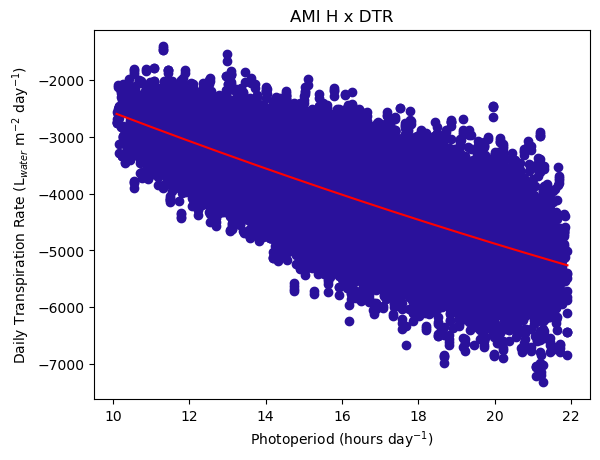 AMI H x DTR
Daily Transpiration Rate (L_water m⁻² day⁻¹)
−2000
−3000
−4000
−5000
−6000
−7000
10 12 14 16 18 20 22
Photoperiod (hours day⁻¹)